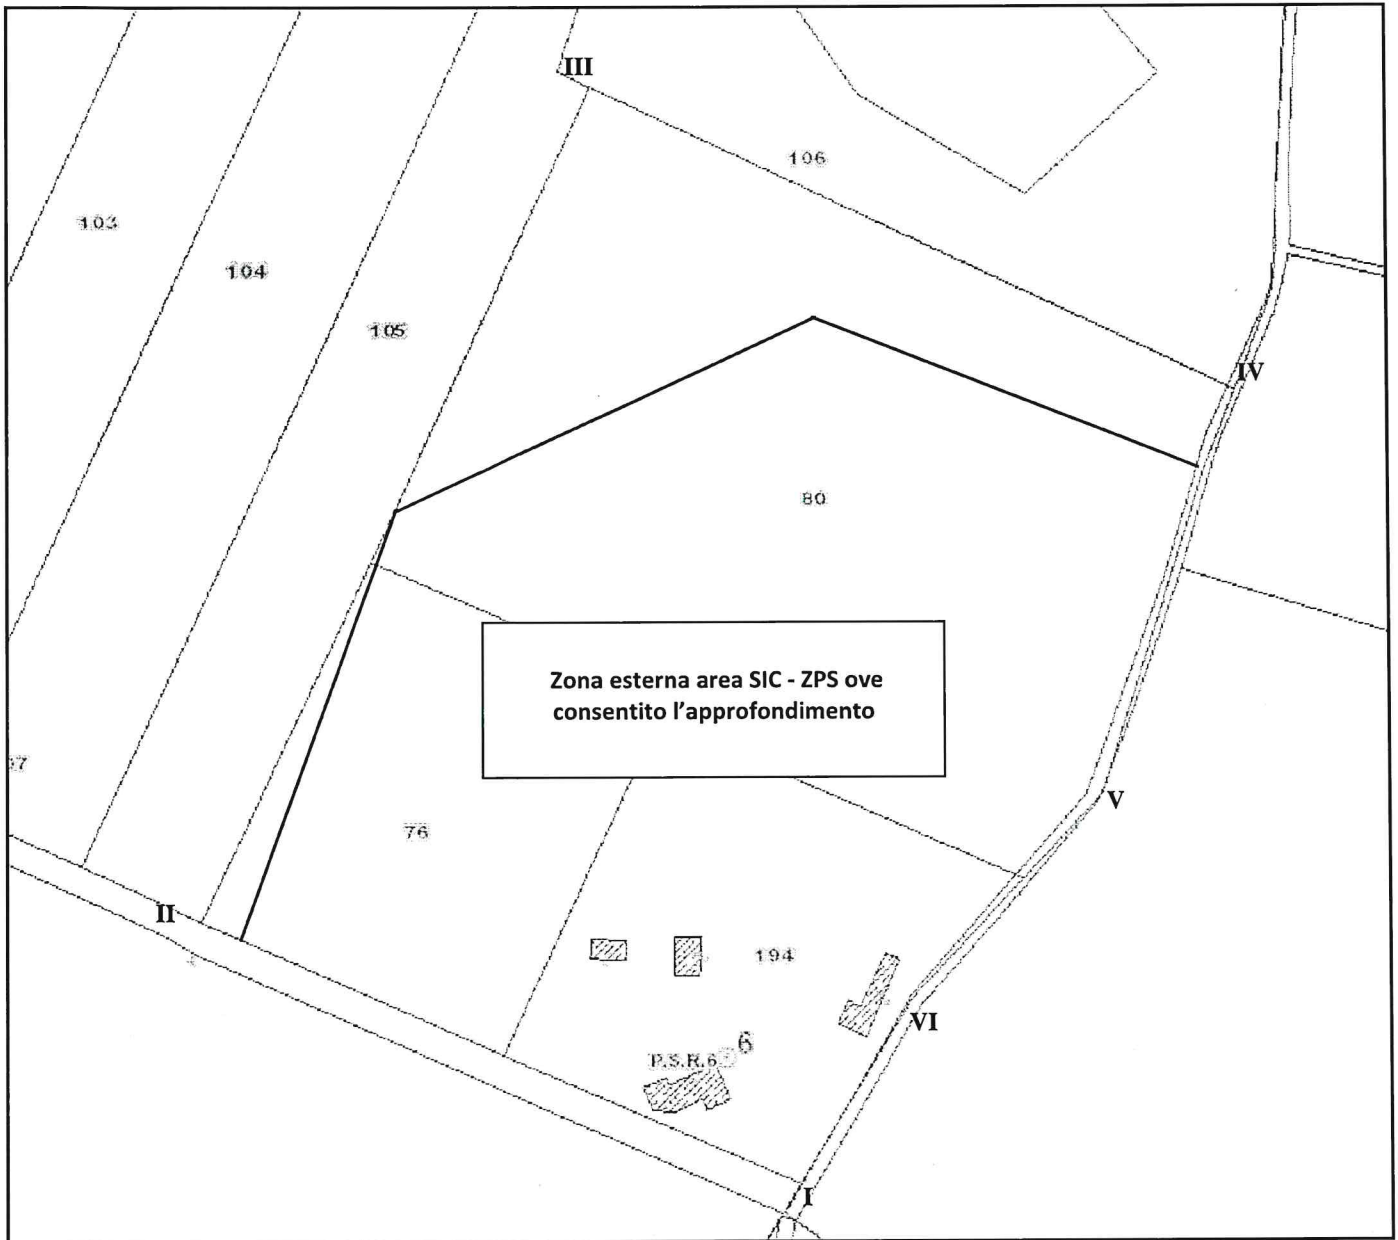 III
106
103
104
105
IV
80
Zona esterna area SIC - ZPS ove
consentito l'approfondimento
V
76
II
194
VI
6
P.S.R.6
I